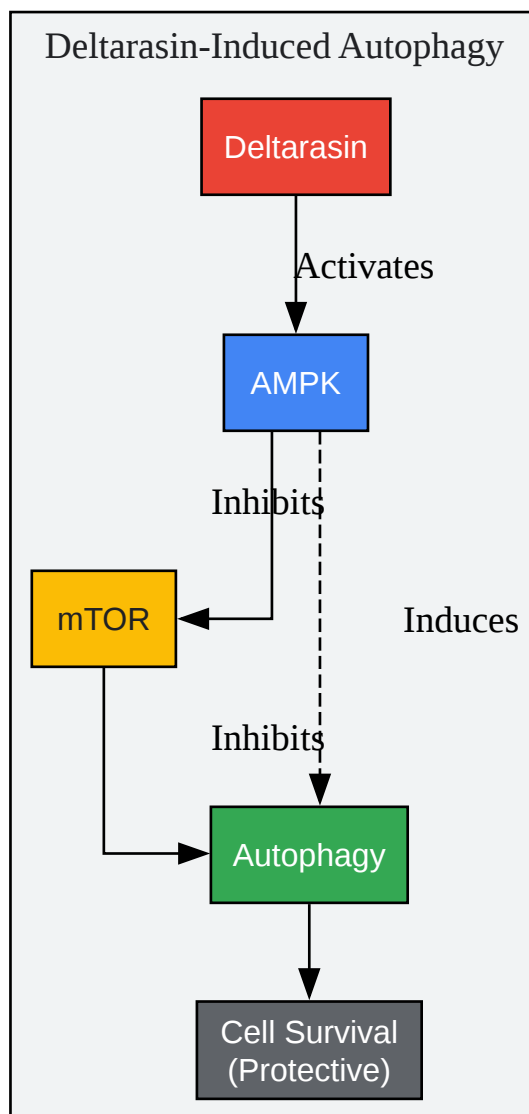 Deltarasin-Induced Autophagy
Deltarasin
Activates
AMPK
Inhibits
mTOR
Induces
Inhibits
Autophagy
Cell Survival
(Protective)